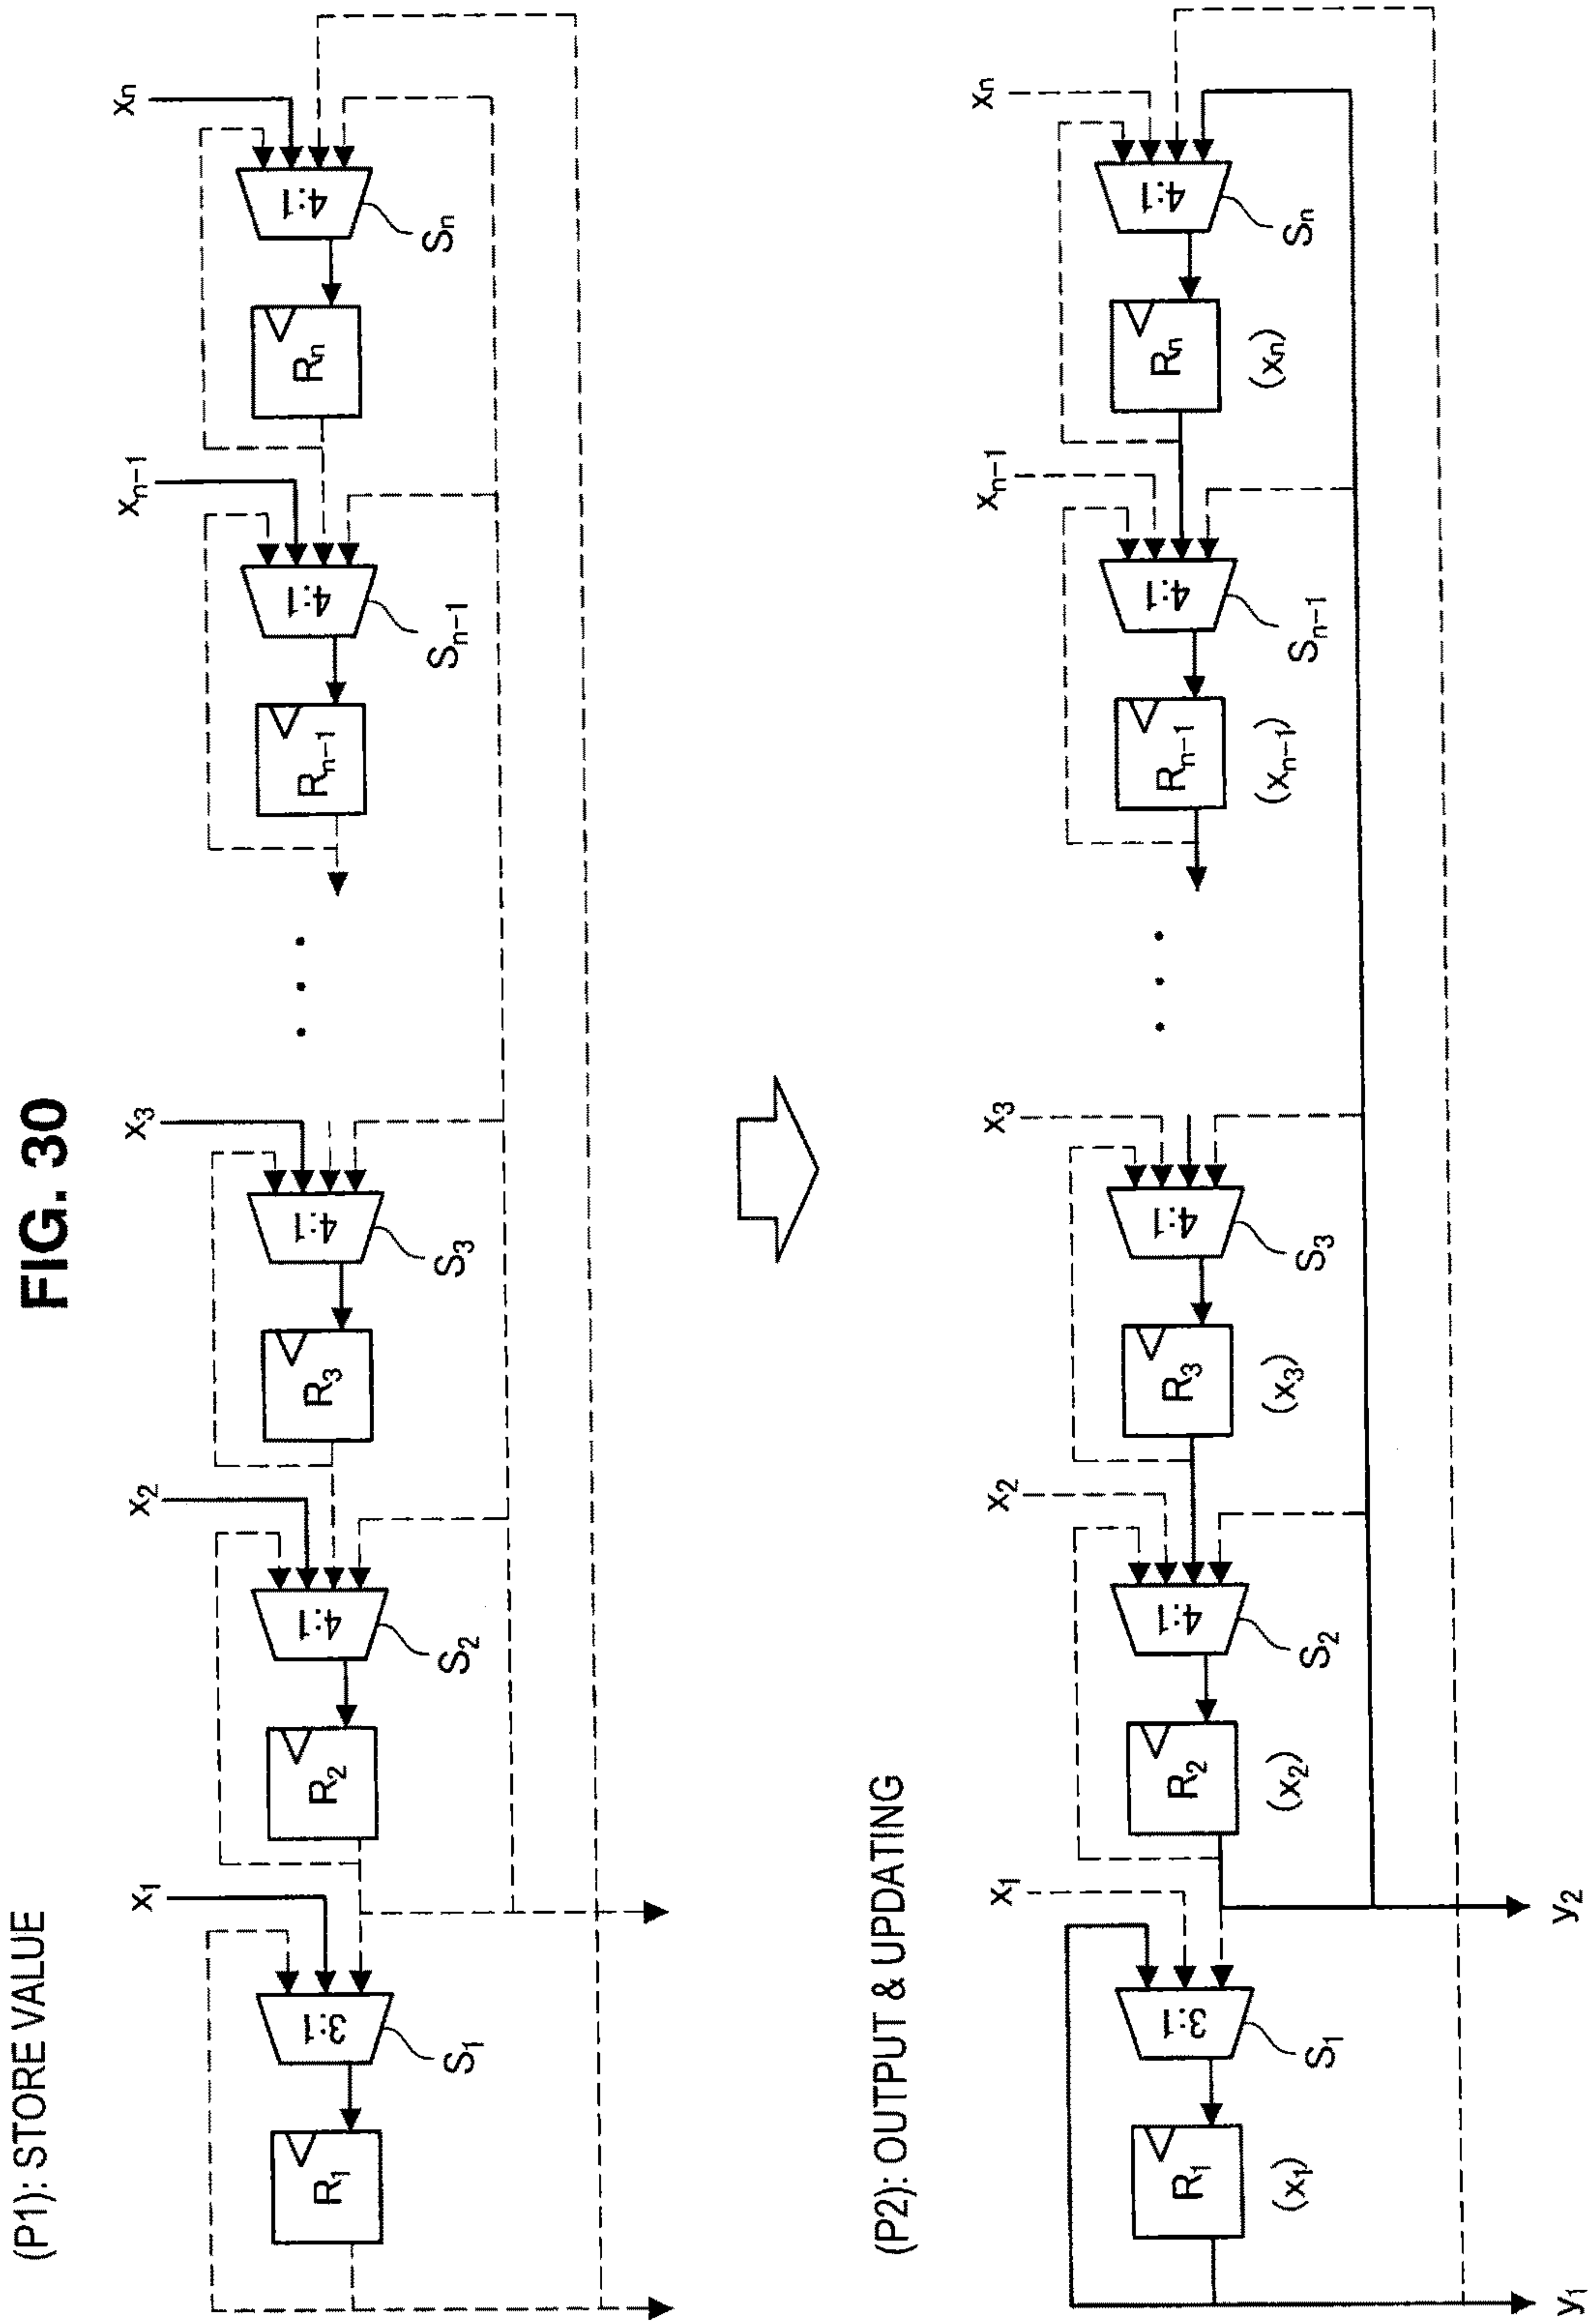 FIG. 30
(P1): STORE VALUE
x₁ x₂ x₃ xₙ₋₁ xₙ
R₁ 3:1 R₂ 4:1 R₃ 4:1 . . . Rₙ₋₁ 4:1 Rₙ 4:1
S₁ S₂ S₃ Sₙ₋₁ Sₙ
(P2): OUTPUT & UPDATING
x₁ x₂ x₃ xₙ₋₁ xₙ
R₁ 3:1 R₂ 4:1 R₃ 4:1 . . . Rₙ₋₁ 4:1 Rₙ 4:1
(x₁) S₁ (x₂) S₂ (x₃) S₃ (xₙ₋₁) Sₙ₋₁ (xₙ) Sₙ
y₁ y₂